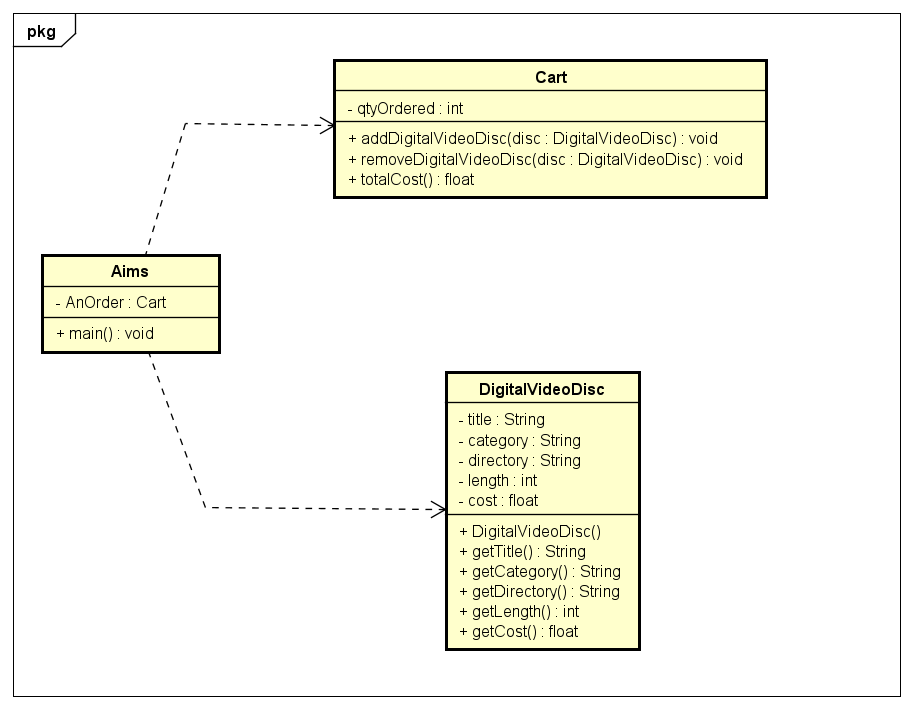 pkg
Cart
- qtyOrdered : int
+ addDigitalVideoDisc(disc : DigitalVideoDisc) : void
+ removeDigitalVideoDisc(disc : DigitalVideoDisc) : void
+ totalCost() : float
Aims
- AnOrder : Cart
+ main() : void
DigitalVideoDisc
- title : String
- category : String
- directory : String
- length : int
- cost : float
+ DigitalVideoDisc()
+ getTitle() : String
+ getCategory() : String
+ getDirectory() : String
+ getLength() : int
+ getCost() : float